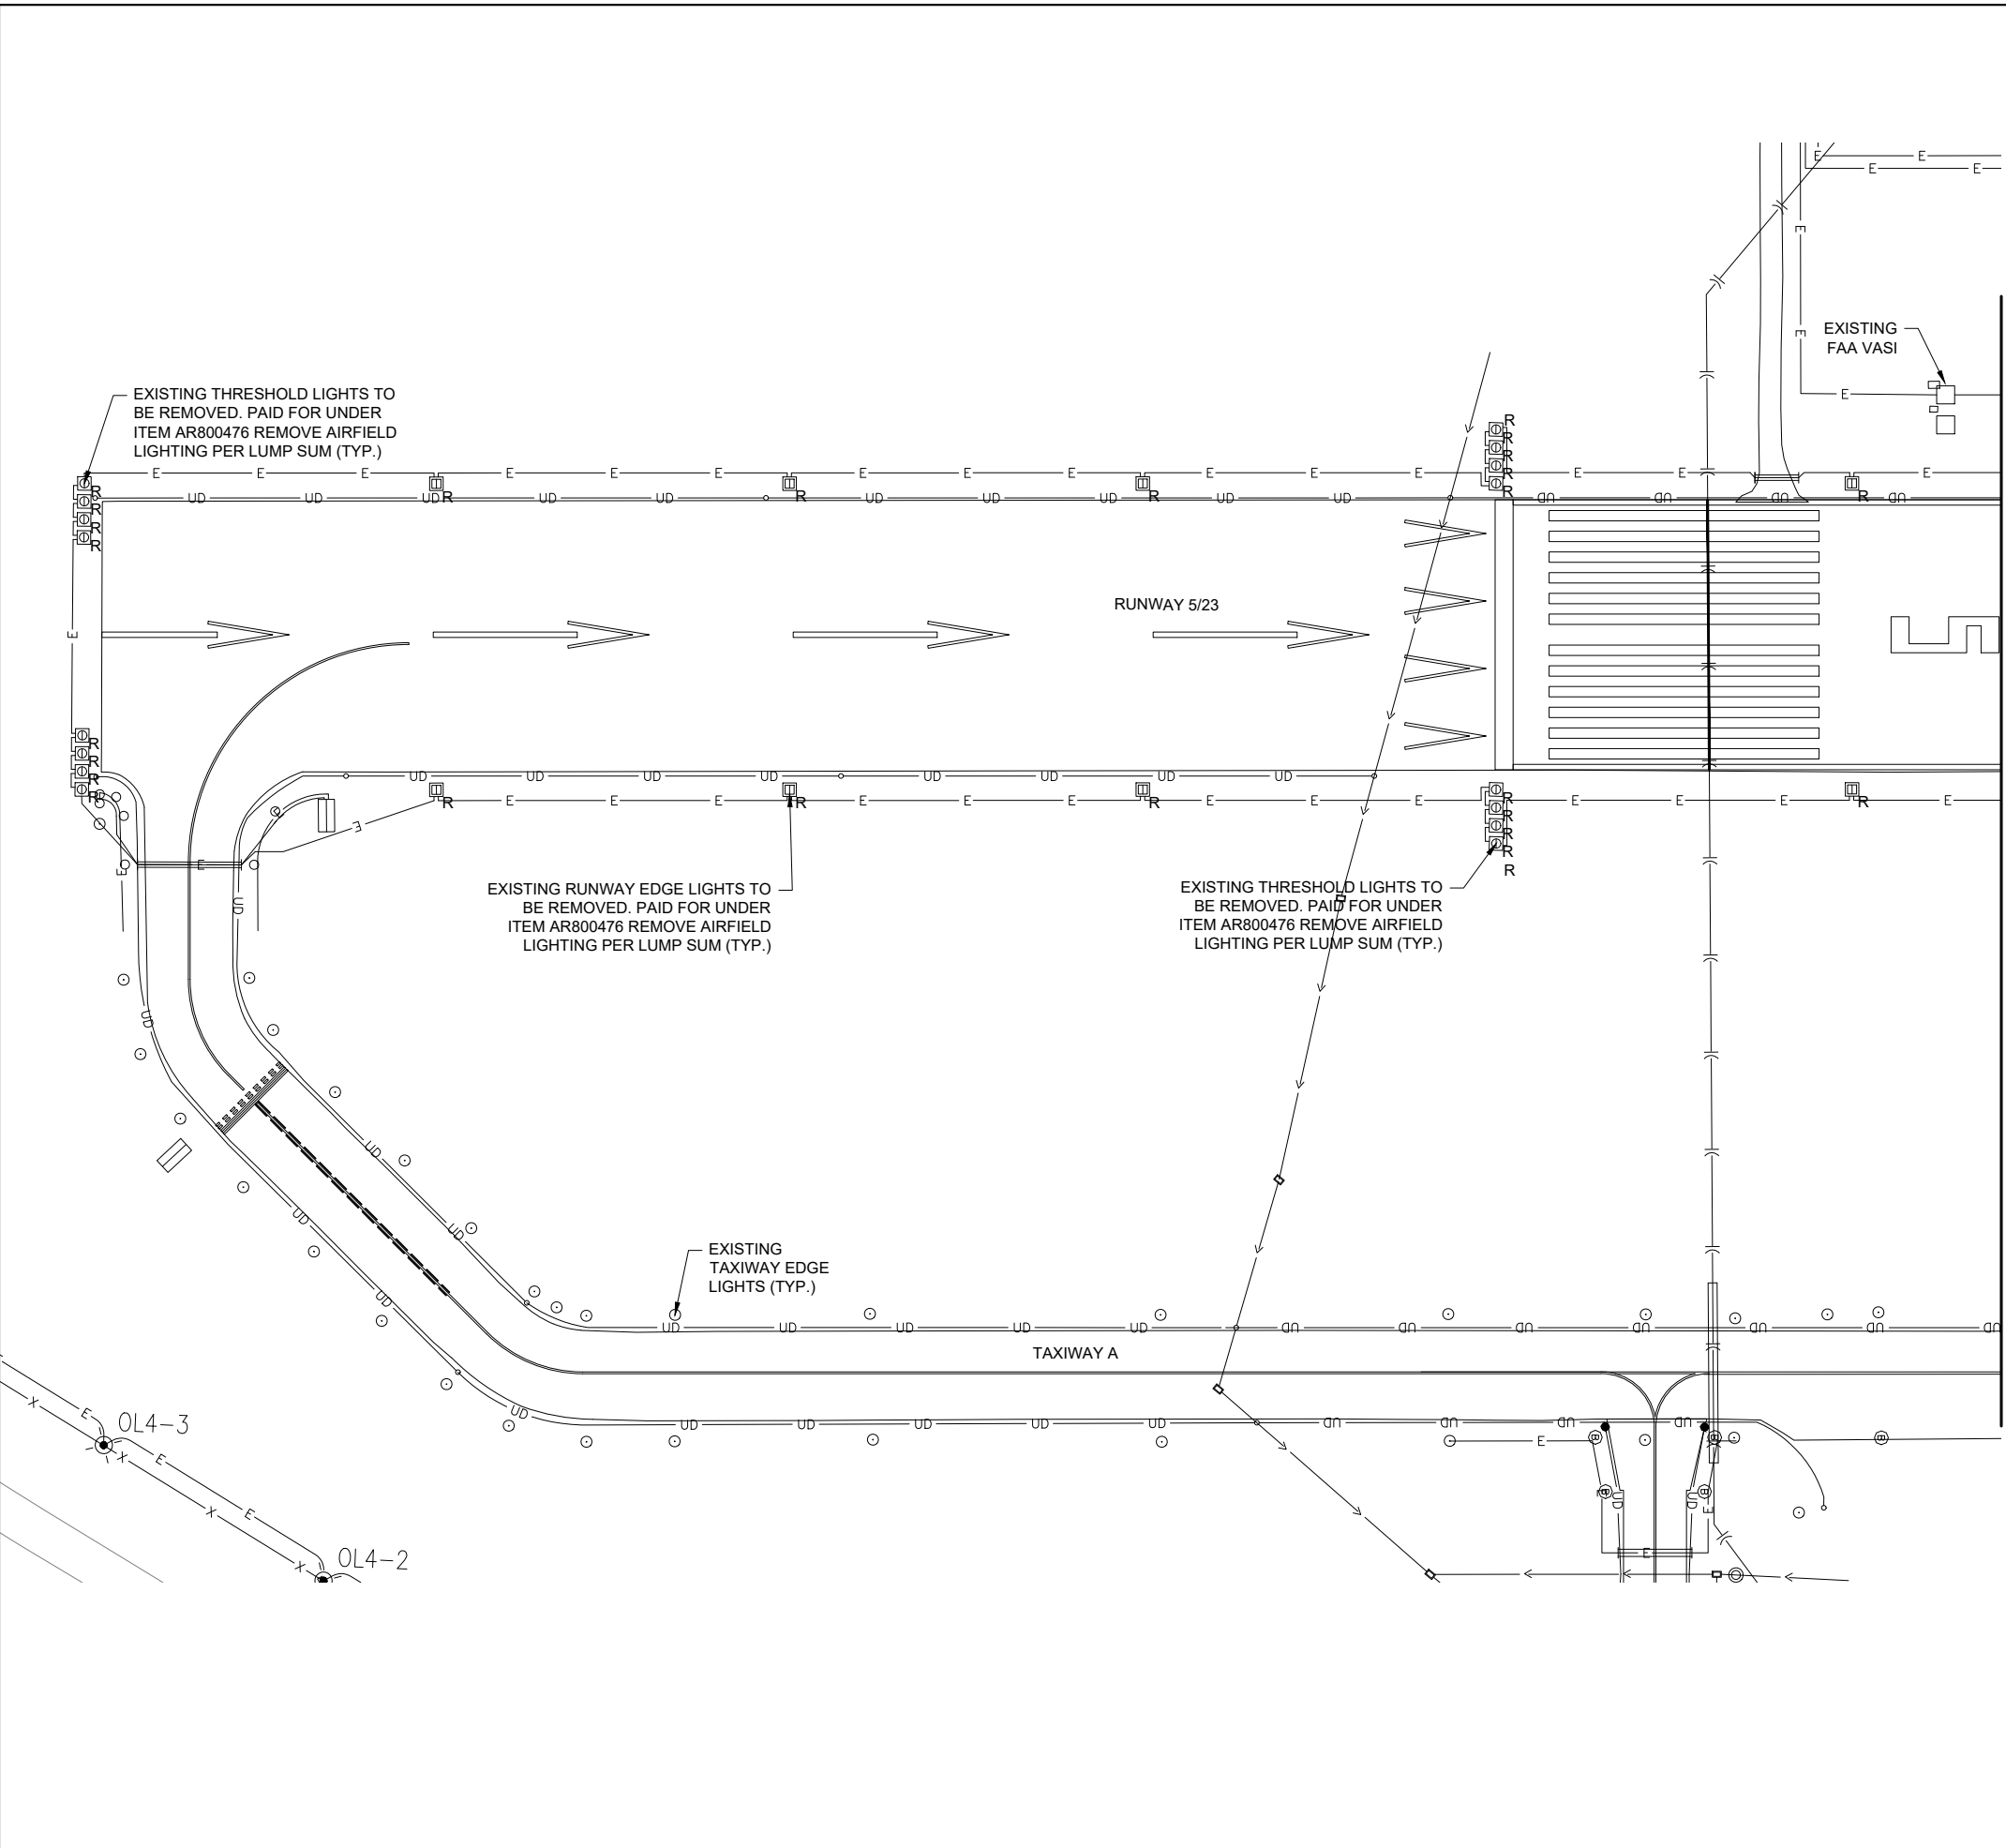 EXISTING
FAA VASI
EXISTING THRESHOLD LIGHTS TO
BE REMOVED. PAID FOR UNDER
ITEM AR800476 REMOVE AIRFIELD
LIGHTING PER LUMP SUM (TYP.)
RUNWAY 5/23
EXISTING RUNWAY EDGE LIGHTS TO
BE REMOVED. PAID FOR UNDER
ITEM AR800476 REMOVE AIRFIELD
LIGHTING PER LUMP SUM (TYP.)
EXISTING THRESHOLD LIGHTS TO
BE REMOVED. PAID FOR UNDER
ITEM AR800476 REMOVE AIRFIELD
LIGHTING PER LUMP SUM (TYP.)
EXISTING
TAXIWAY EDGE
LIGHTS (TYP.)
TAXIWAY A
OL4-3
OL4-2